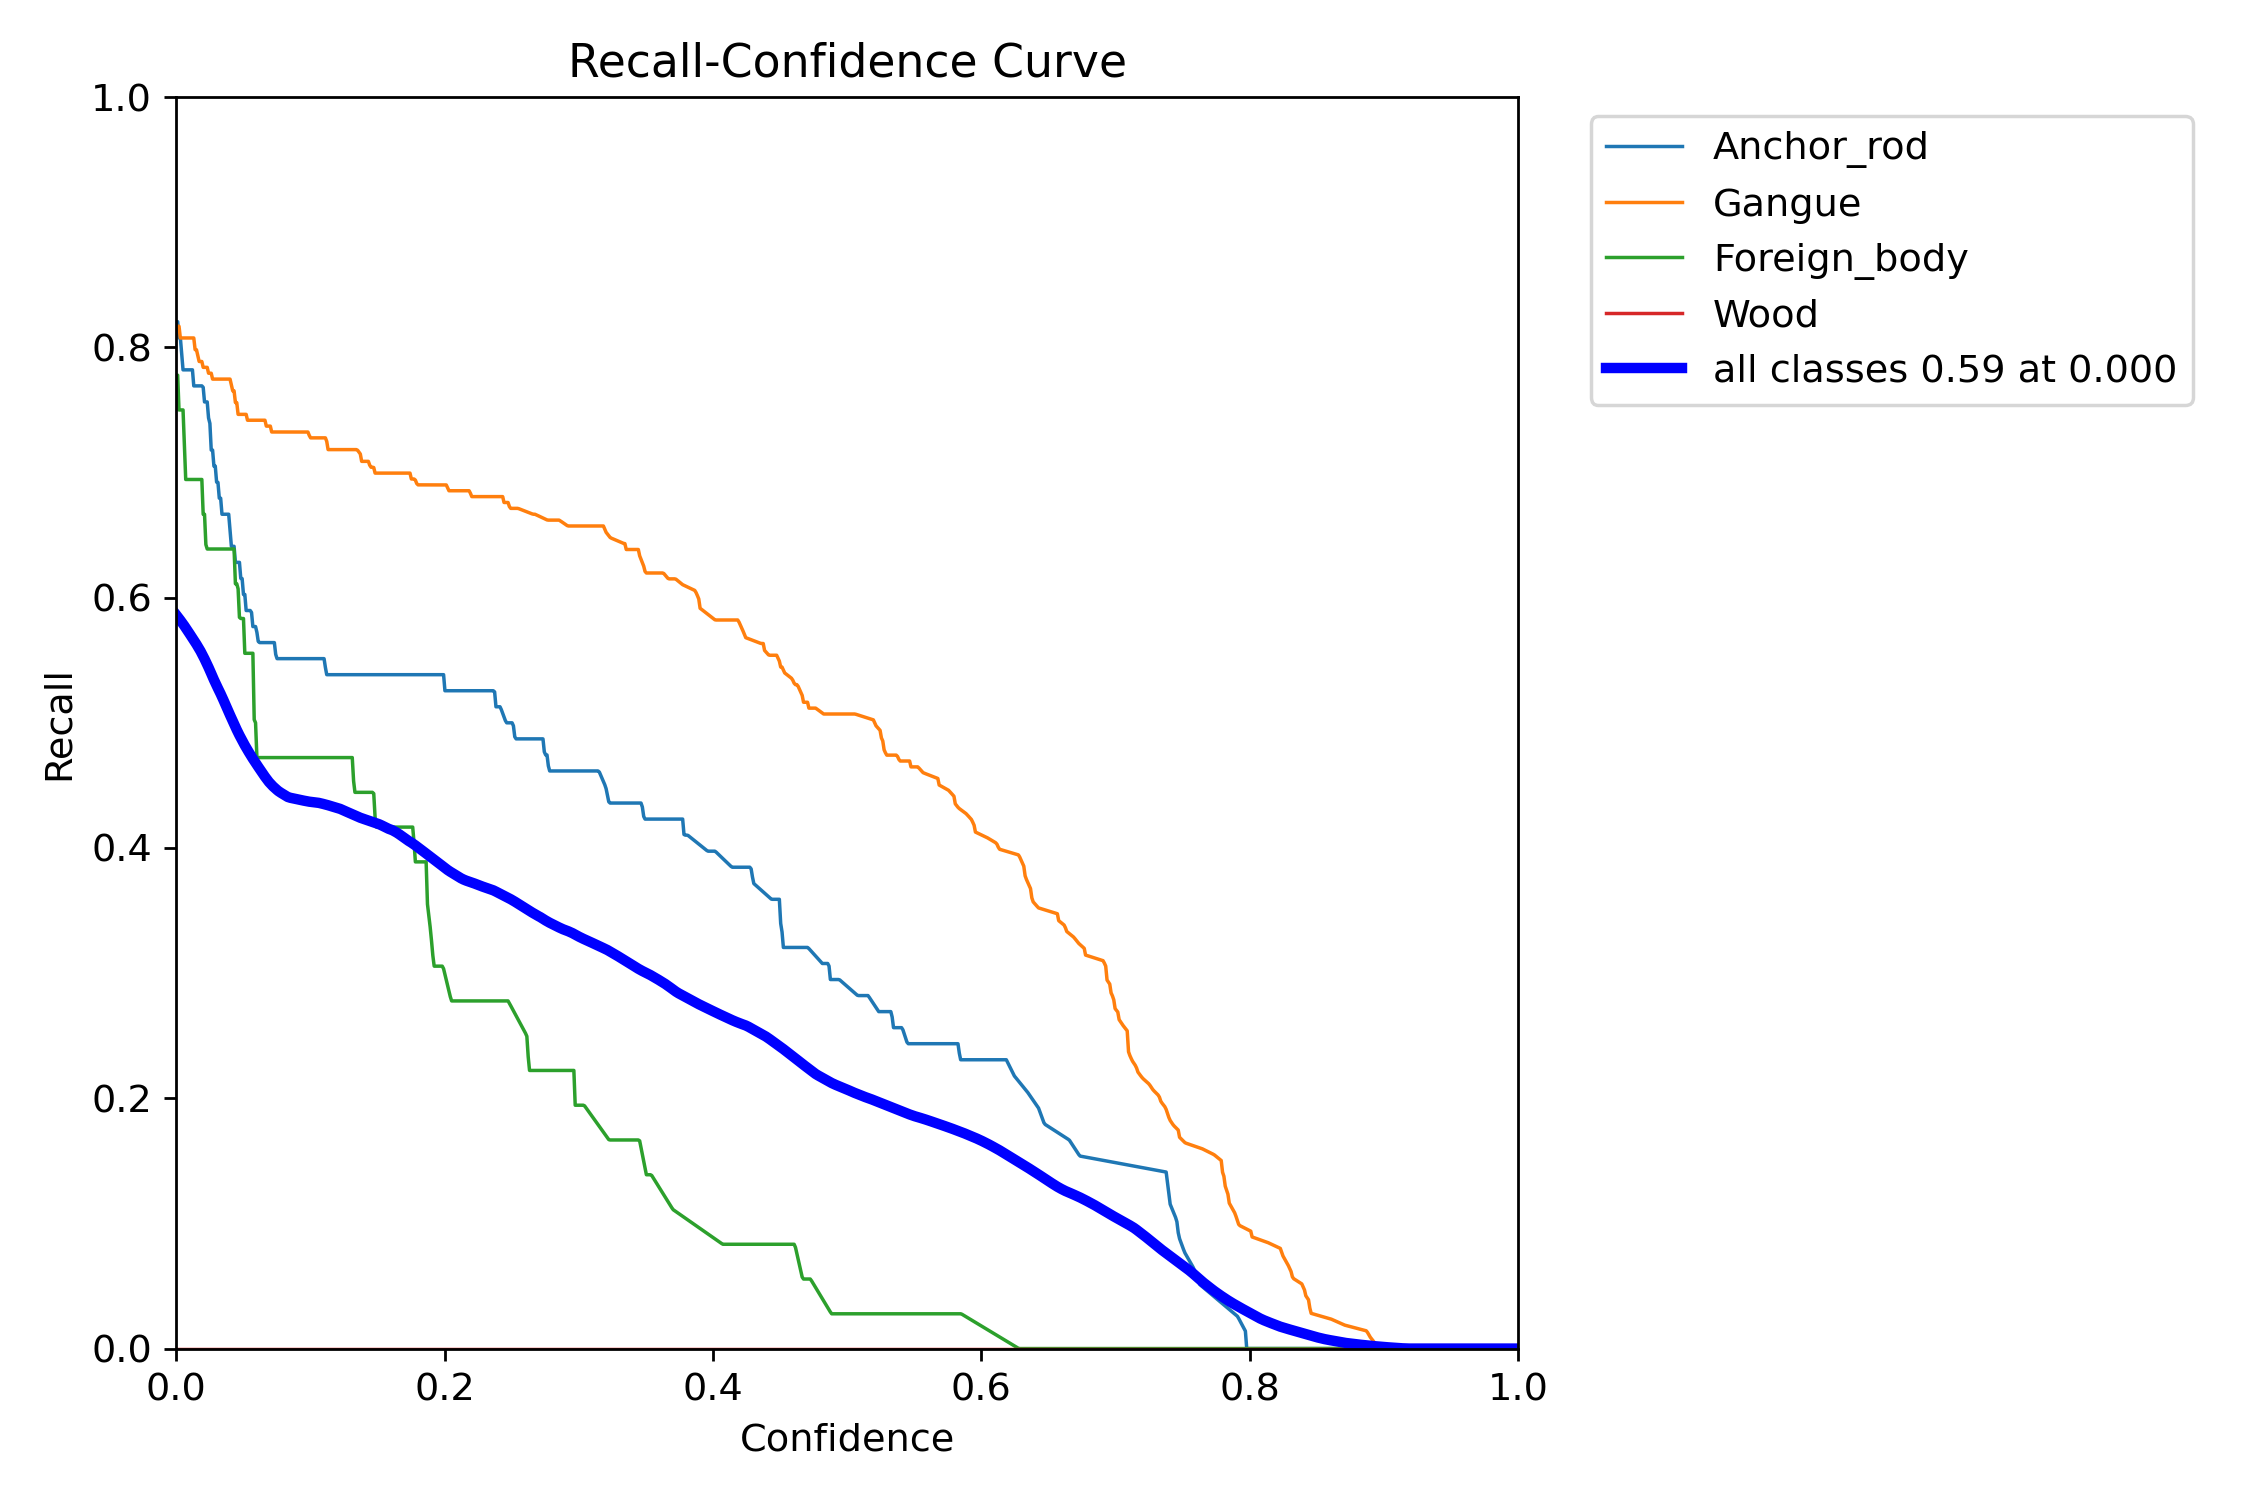 Recall-Confidence Curve
1.0
0.8
0.6
0.4
0.2
0.0
Recall
0.0 0.2 0.4 0.6 0.8 1.0
Confidence
Anchor_rod
Gangue
Foreign_body
Wood
all classes 0.59 at 0.000